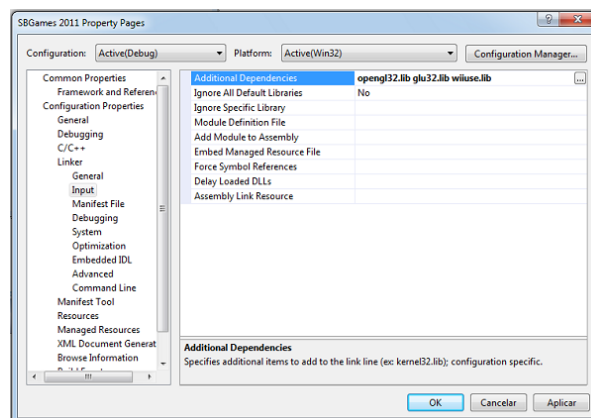 SBGames 2011 Property Pages
Configuration: Active(Debug) Platform: Active(Win32) Configuration Manager...
Common Properties
Framework and Referen
Configuration Properties
General
Debugging
C/C++
Linker
General
Input
Manifest File
Debugging
System
Optimization
Embedded IDL
Advanced
Command Line
Manifest Tool
Resources
Managed Resources
XML Document Generat
Browse Information
Additional Dependencies opengl32.lib glu32.lib wiiuse.lib ...
Ignore All Default Libraries No
Ignore Specific Library
Module Definition File
Add Module to Assembly
Embed Managed Resource File
Force Symbol References
Delay Loaded DLLs
Assembly Link Resource
Additional Dependencies
Specifies additional items to add to the link line (ex: kernel32.lib); configuration specific.
OK Cancelar Aplicar